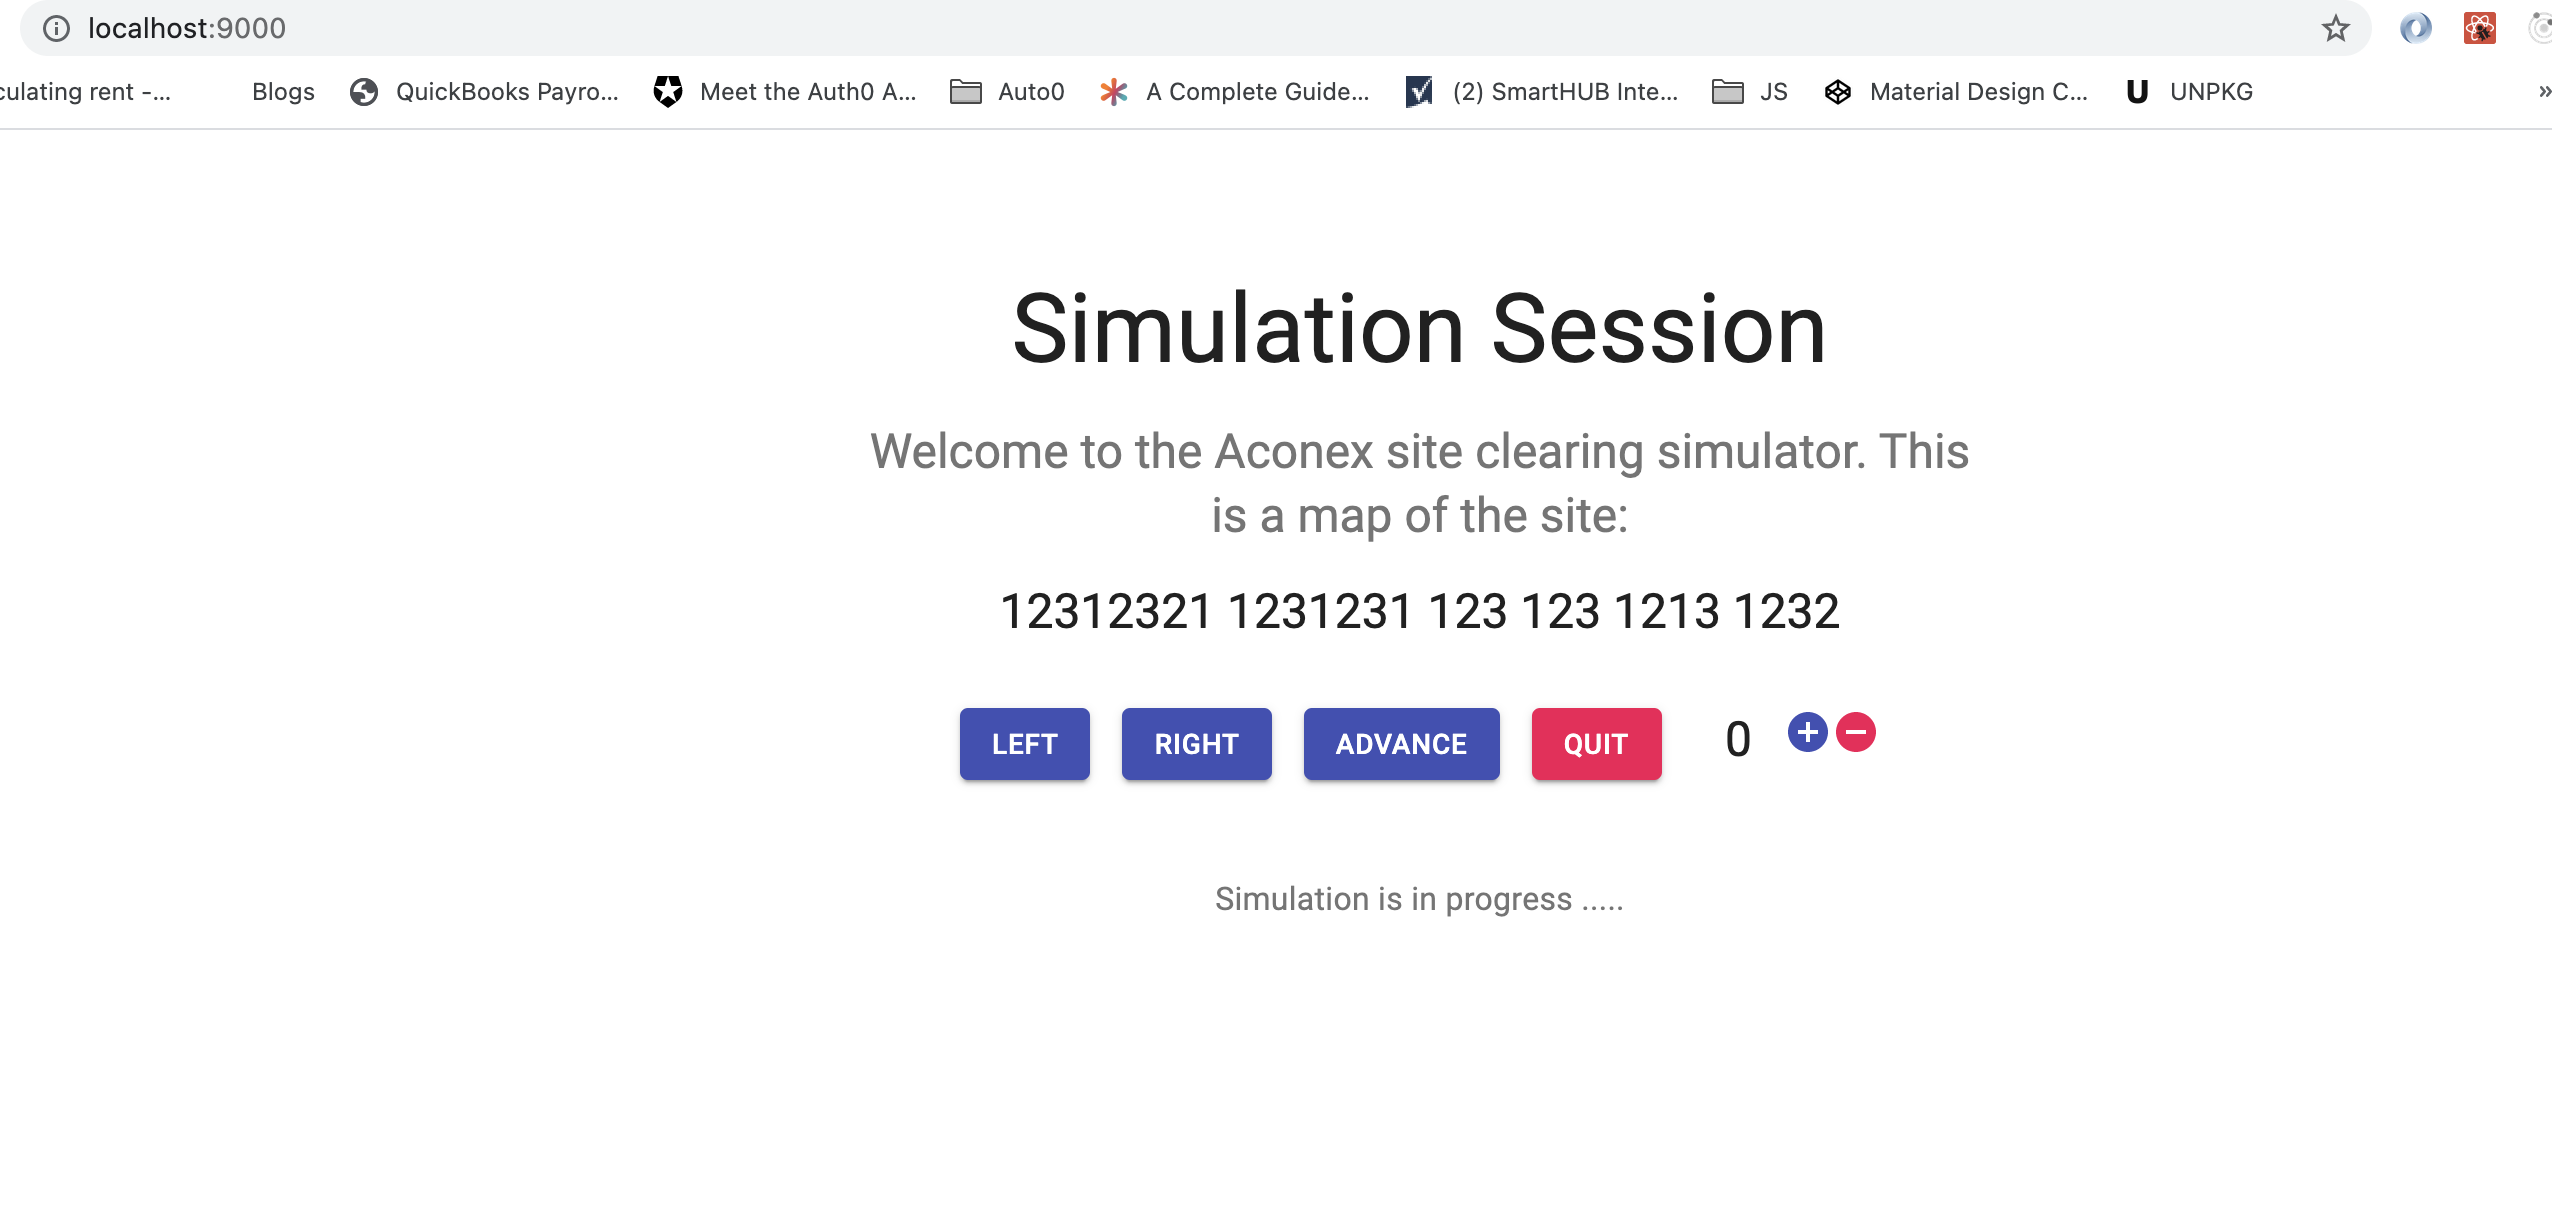 localhost:9000
culating rent -... Blogs QuickBooks Payro... Meet the Auth0 A... Auto0 A Complete Guide... (2) SmartHUB Inte... JS Material Design C... U UNPKG »
Simulation Session
Welcome to the Aconex site clearing simulator. This
is a map of the site:
12312321 1231231 123 123 1213 1232
LEFT RIGHT ADVANCE QUIT 0
Simulation is in progress .....